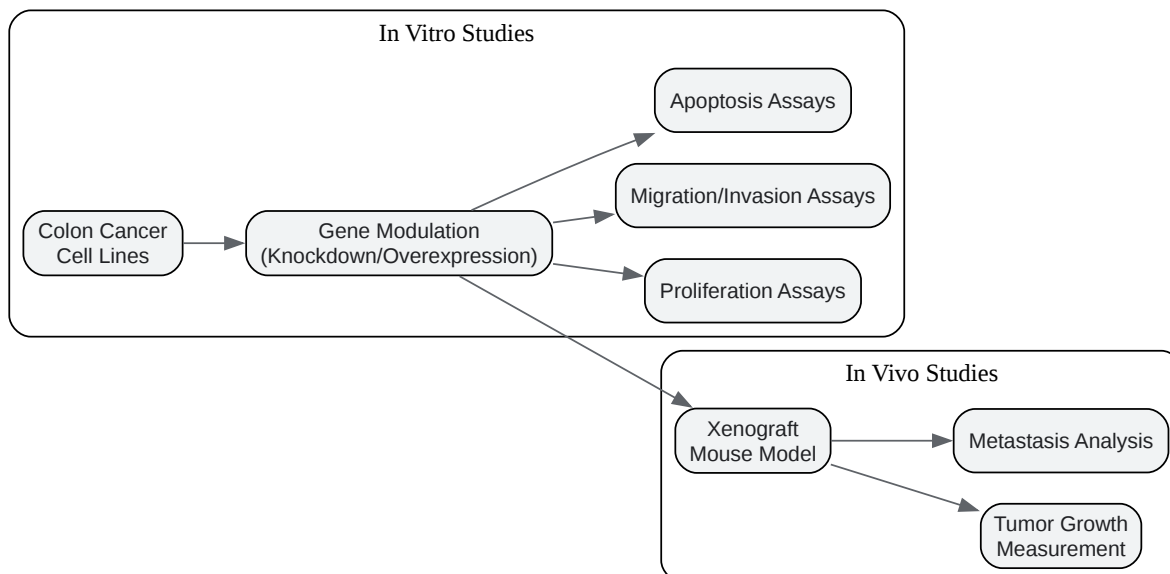 In Vitro Studies
Apoptosis Assays
Migration/Invasion Assays
Colon Cancer
Cell Lines
Gene Modulation
(Knockdown/Overexpression)
Proliferation Assays
In Vivo Studies
Xenograft
Mouse Model
Metastasis Analysis
Tumor Growth
Measurement